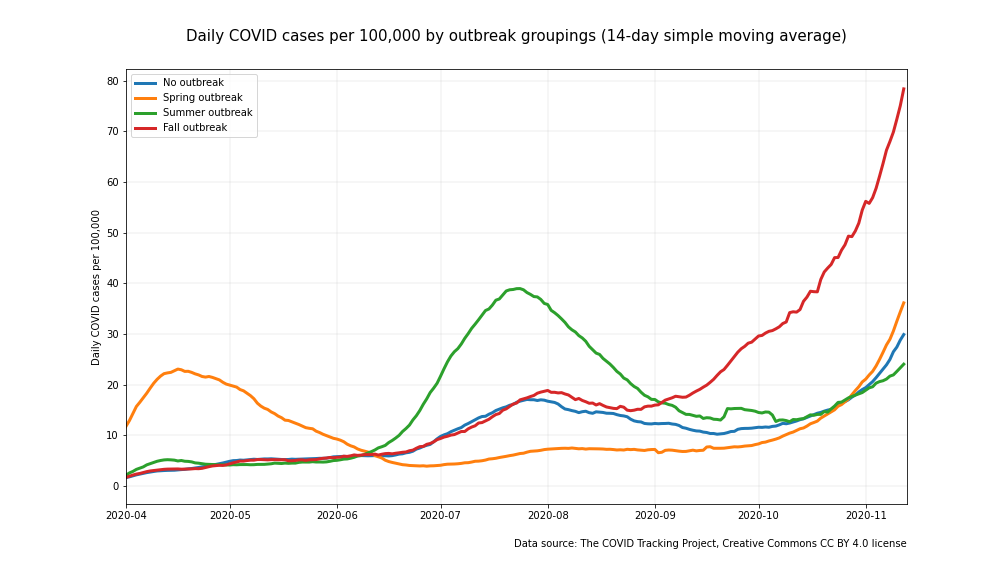 Daily COVID cases per 100,000 by outbreak groupings (14-day simple moving average)
No outbreak
Spring outbreak
Summer outbreak
Fall outbreak
Daily COVID cases per 100,000
80
70
60
50
40
30
20
10
0
2020-04 2020-05 2020-06 2020-07 2020-08 2020-09 2020-10 2020-11
Data source: The COVID Tracking Project, Creative Commons CC BY 4.0 license